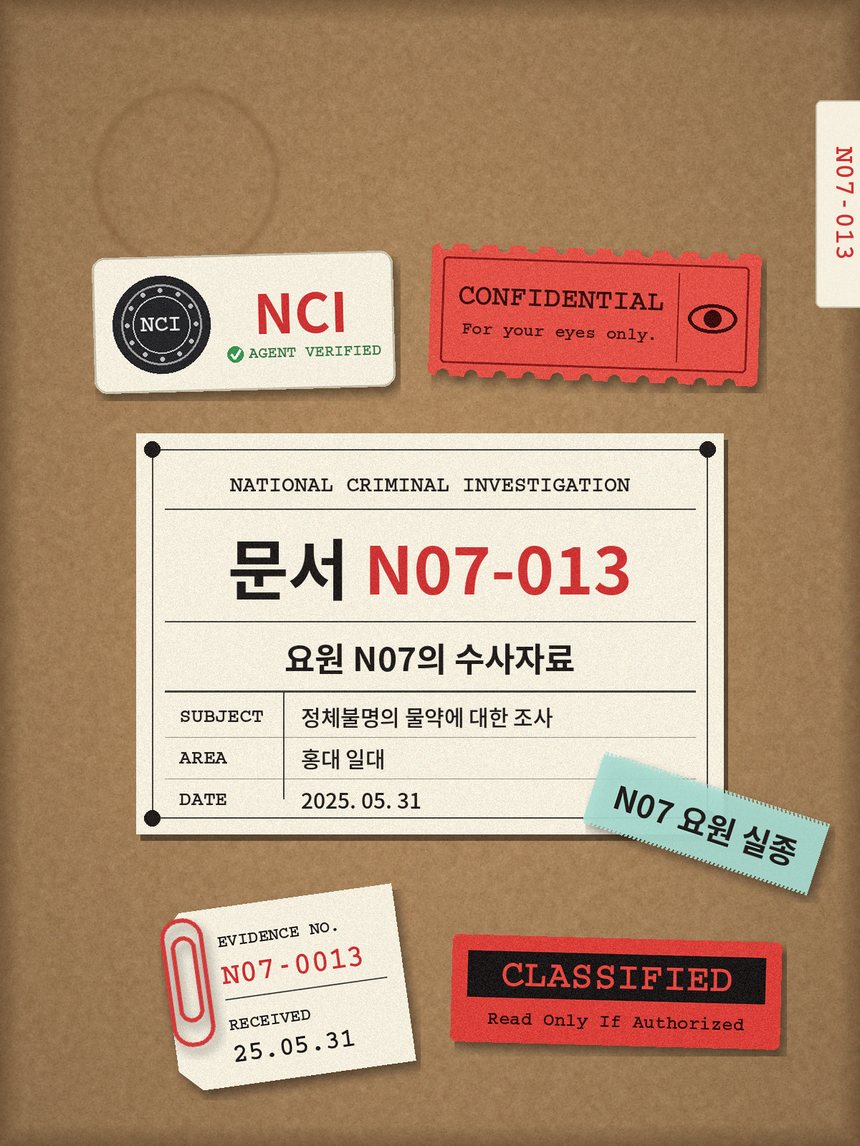 N07-013
NCI
NCI
AGENT VERIFIED
CONFIDENTIAL
For your eyes only.
NATIONAL CRIMINAL INVESTIGATION
문서 N07-013
요원 N07의 수사자료
SUBJECT 정체불명의 물약에 대한 조사
AREA 홍대 일대
DATE 2025. 05. 31
N07 요원 실종
EVIDENCE NO.
N07-0013
RECEIVED
25.05.31
CLASSIFIED
Read Only If Authorized